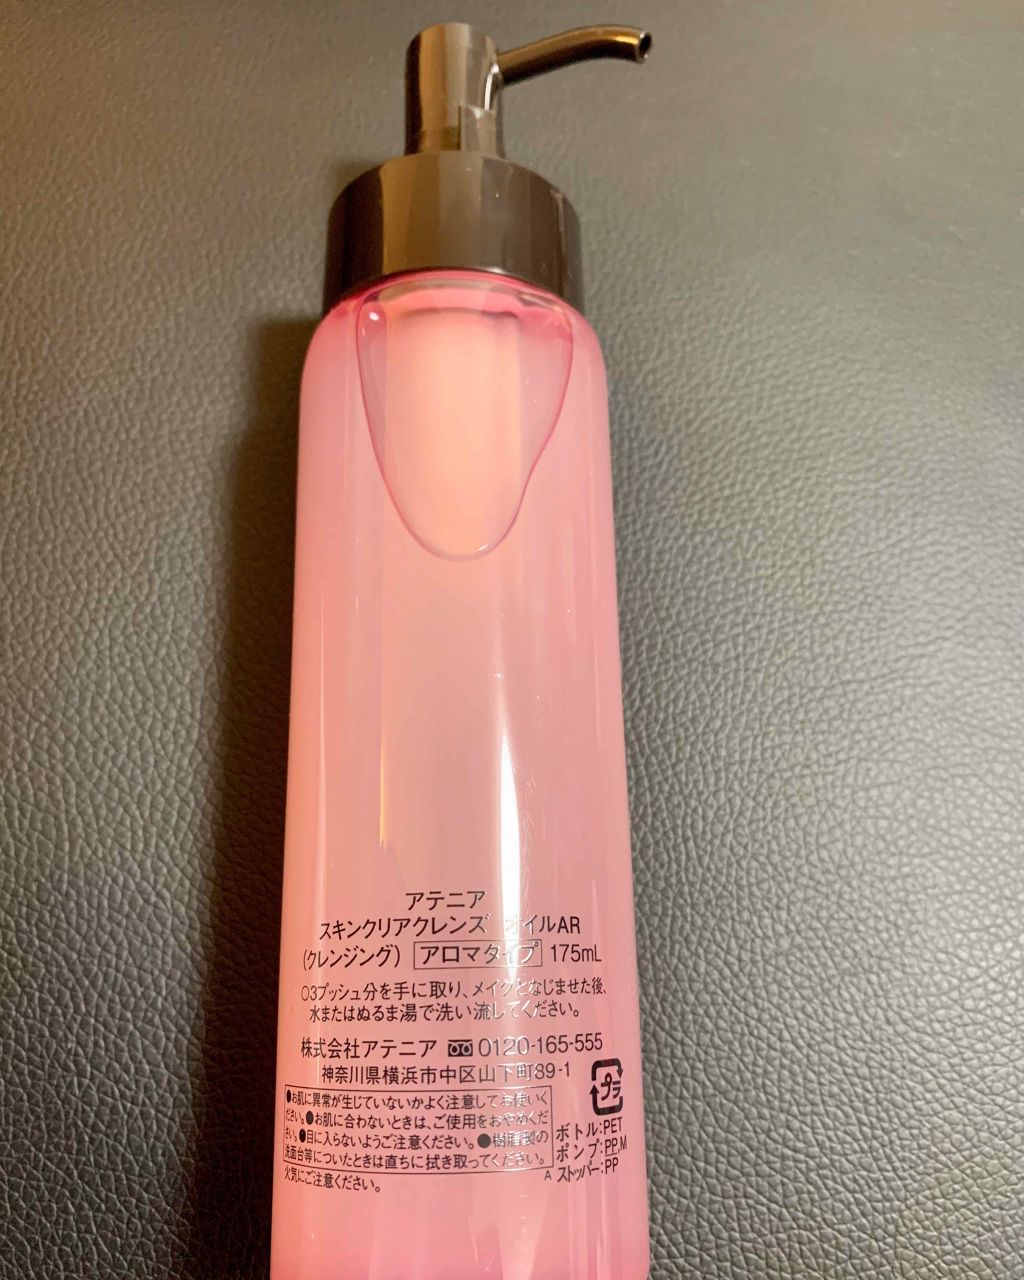 アテニア
スキンクリアクレンズ オイルAR
(クレンジング) アロマタイプ 175mL
○3プッシュ分を手に取り、メイクとなじませた後、
水またはぬるま湯で洗い流してください。
株式会社アテニア 0120-165-555
神奈川県横浜市中区山下町89-1
●お肌に異常が生じていないかよく注意してお使いく
ださい。●お肌に合わないときは、ご使用をおやめくだ
さい。●目に入らないようご注意ください。●樹脂製の
洗面台等についたときは直ちに拭き取ってください。
火気にご注意ください。
プラ
ボトル:PET
ポンプ:PP,M
A ストッパー:PP